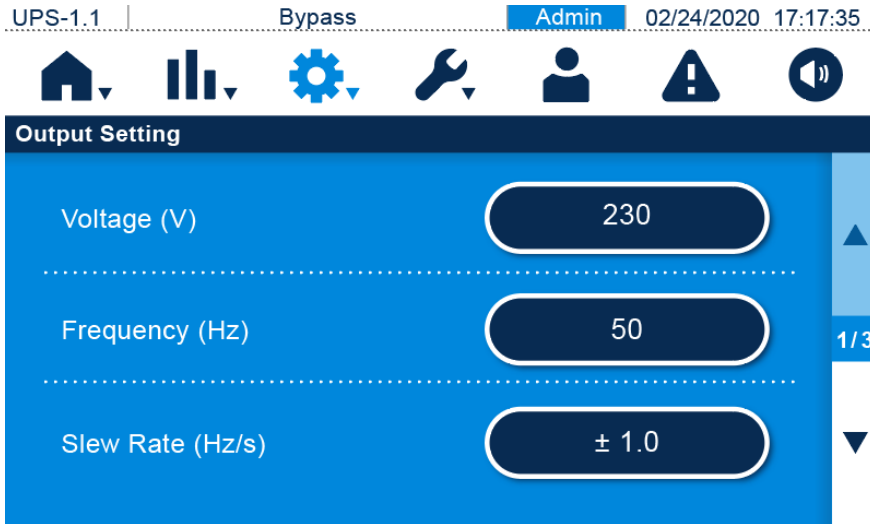 UPS-1.1 Bypass Admin 02/24/2020 17:17:35
Output Setting
Voltage (V) 230
Frequency (Hz) 50
1/3
Slew Rate (Hz/s) ± 1.0